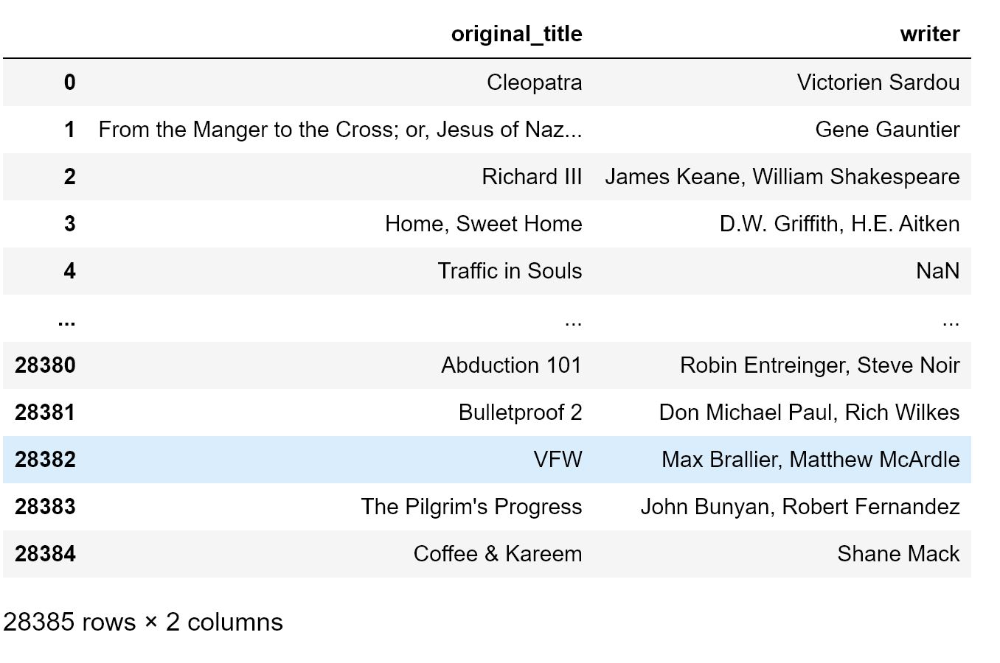 original_title writer
0 Cleopatra Victorien Sardou
1 From the Manger to the Cross; or, Jesus of Naz... Gene Gauntier
2 Richard III James Keane, William Shakespeare
3 Home, Sweet Home D.W. Griffith, H.E. Aitken
4 Traffic in Souls NaN
... ... ...
28380 Abduction 101 Robin Entreinger, Steve Noir
28381 Bulletproof 2 Don Michael Paul, Rich Wilkes
28382 VFW Max Brallier, Matthew McArdle
28383 The Pilgrim's Progress John Bunyan, Robert Fernandez
28384 Coffee & Kareem Shane Mack
28385 rows × 2 columns